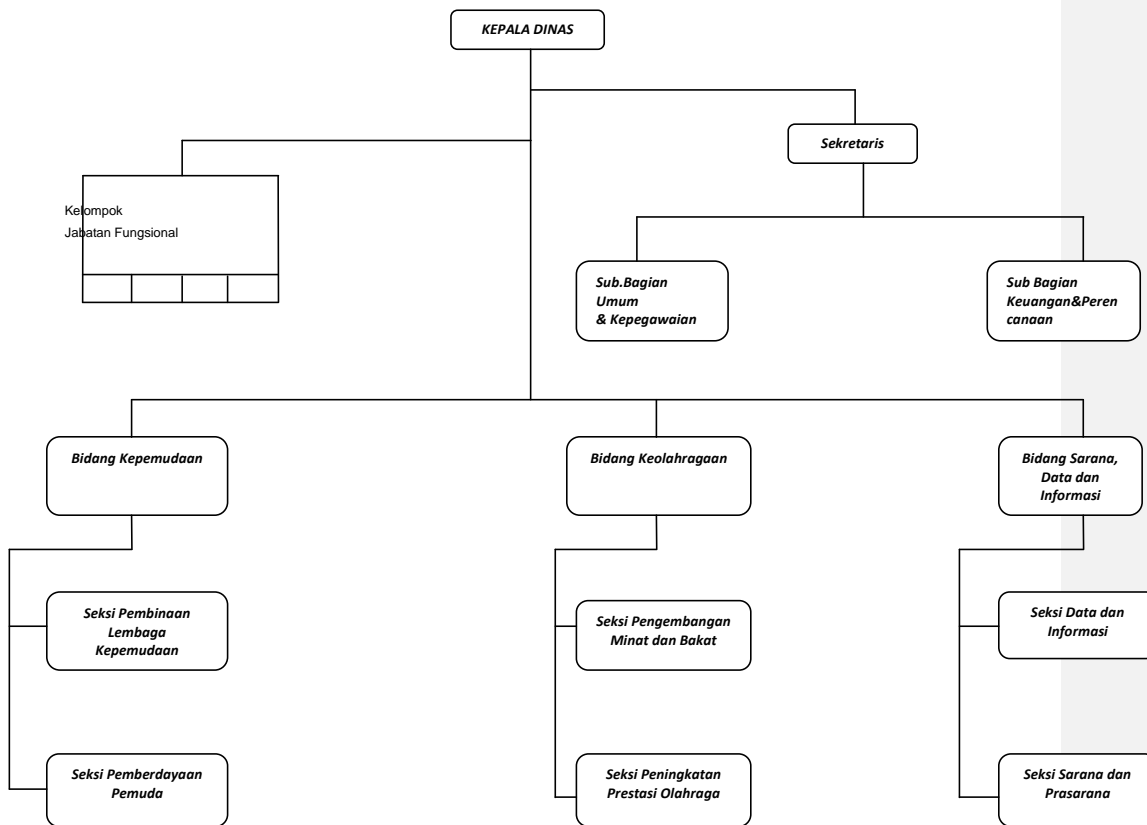 KEPALA DINAS
Sekretaris
Kelompok
Jabatan Fungsional
Sub.Bagian
Umum
& Kepegawaian
Sub Bagian
Keuangan&Peren
canaan
Bidang Kepemudaan
Bidang Keolahragaan
Bidang Sarana,
Data dan
Informasi
Seksi Pembinaan
Lembaga
Kepemudaan
Seksi Pengembangan
Minat dan Bakat
Seksi Data dan
Informasi
Seksi Pemberdayaan
Pemuda
Seksi Peningkatan
Prestasi Olahraga
Seksi Sarana dan
Prasarana